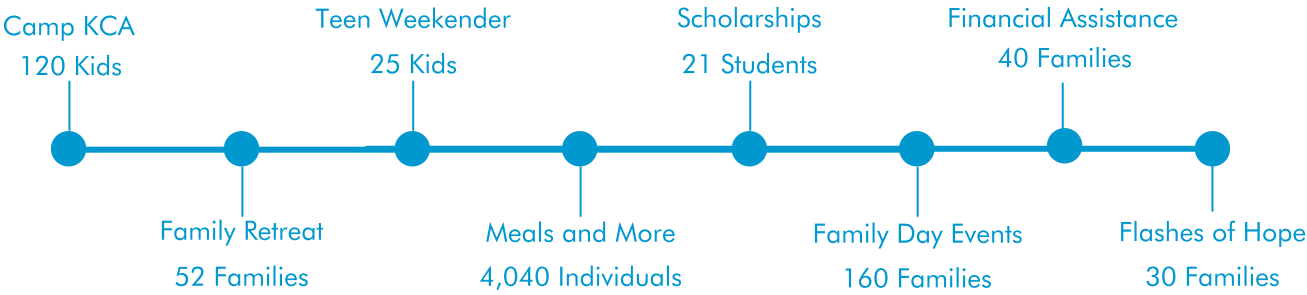 Camp KCA
120 Kids
Family Retreat
52 Families
Teen Weekender
25 Kids
Meals and More
4,040 Individuals
Scholarships
21 Students
Family Day Events
160 Families
Financial Assistance
40 Families
Flashes of Hope
30 Families